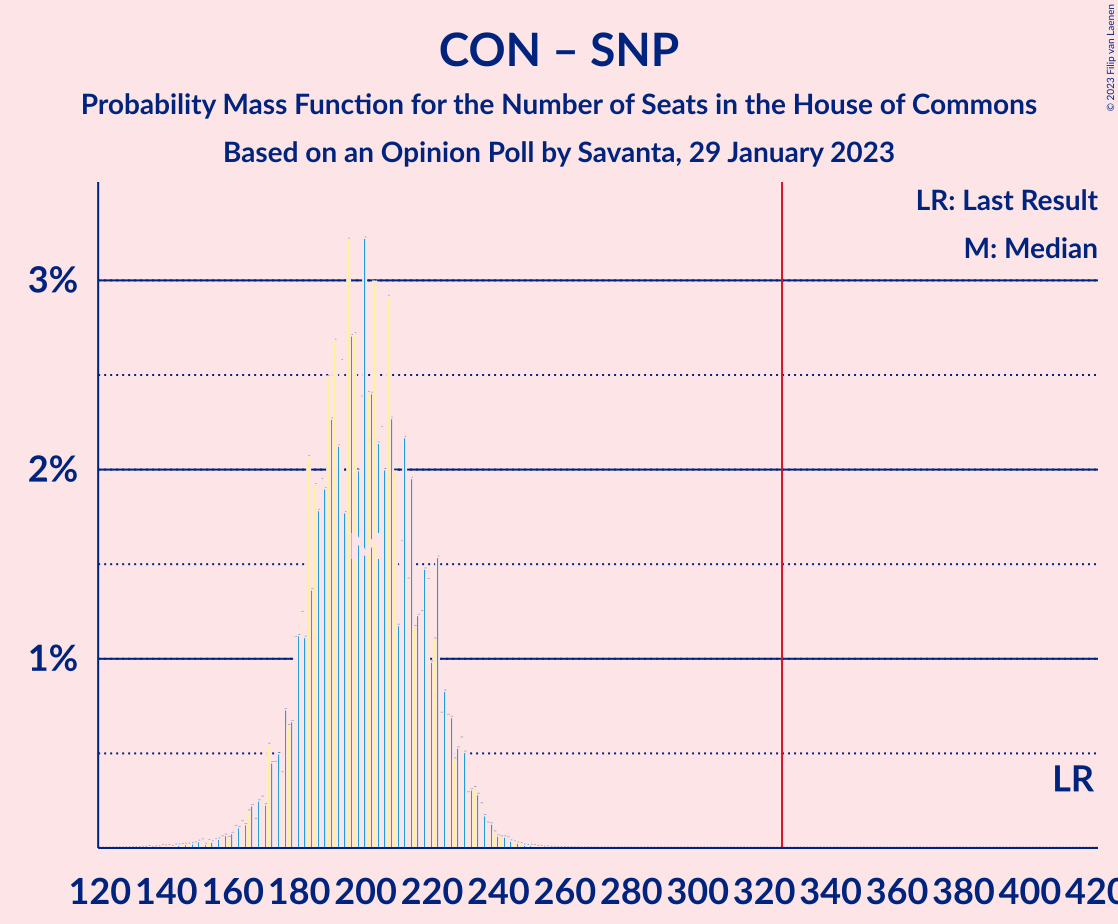 CON – SNP
Probability Mass Function for the Number of Seats in the House of Commons
Based on an Opinion Poll by Savanta, 29 January 2023
© 2023 Filip van Laenen
LR: Last Result
M: Median
3%
2%
1%
LR
120 140 160 180 200 220 240 260 280 300 320 340 360 380 400 420